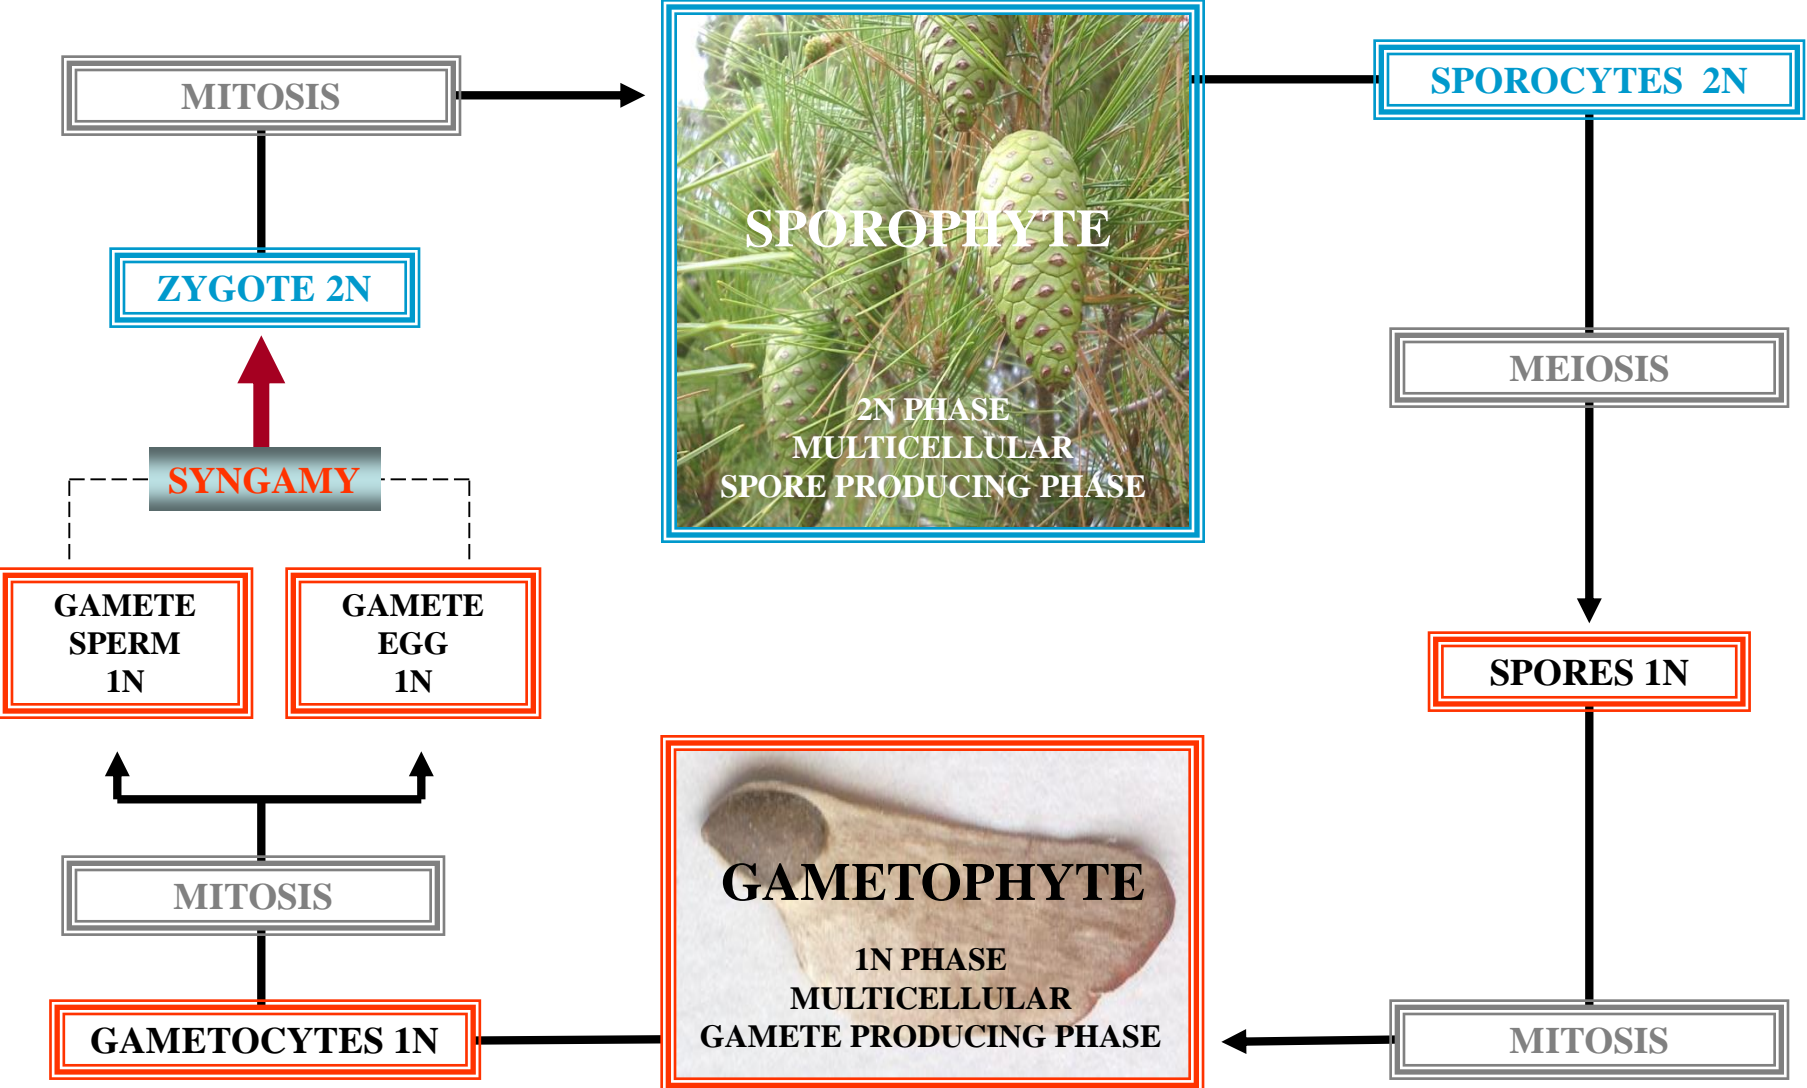 MITOSIS
SPOROCYTES 2N
ZYGOTE 2N
SPOROPHYTE
2N PHASE
MULTICELLULAR
SPORE PRODUCING PHASE
MEIOSIS
SYNGAMY
GAMETE
SPERM
1N
GAMETE
EGG
1N
SPORES 1N
MITOSIS
GAMETOPHYTE
1N PHASE
MULTICELLULAR
GAMETE PRODUCING PHASE
GAMETOCYTES 1N
MITOSIS